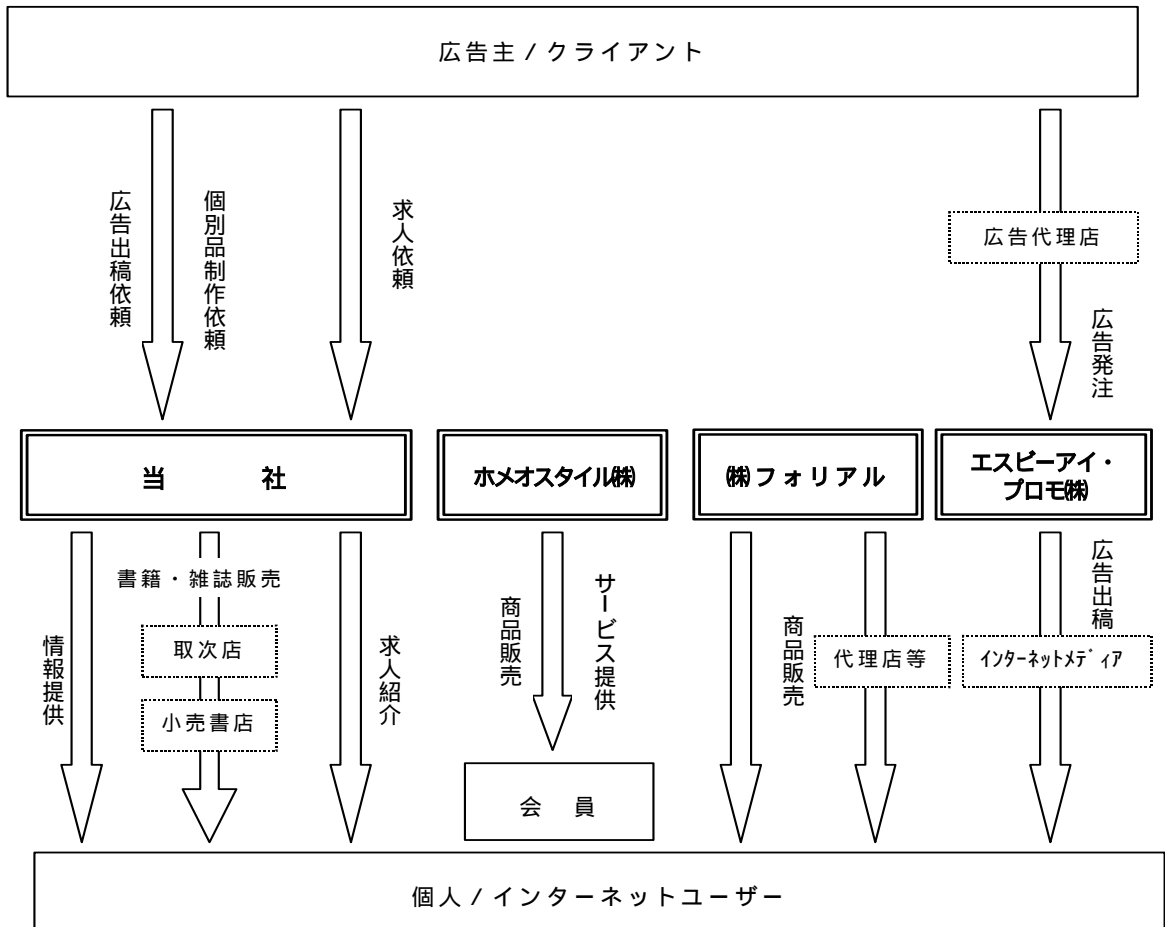 広告主 / クライアント
広告出稿依頼
個別品制作依頼
求人依頼
広告代理店
広告発注
当 社
ホメオスタイル㈱
㈱フォリアル
エスビーアイ・
プロモ㈱
情報提供
書籍・雑誌販売
取次店
小売書店
求人紹介
商品販売
サービス提供
会 員
商品販売
代理店等
広告出稿
ｲﾝﾀｰﾈｯﾄﾒﾃﾞｨｱ
個人 / インターネットユーザー